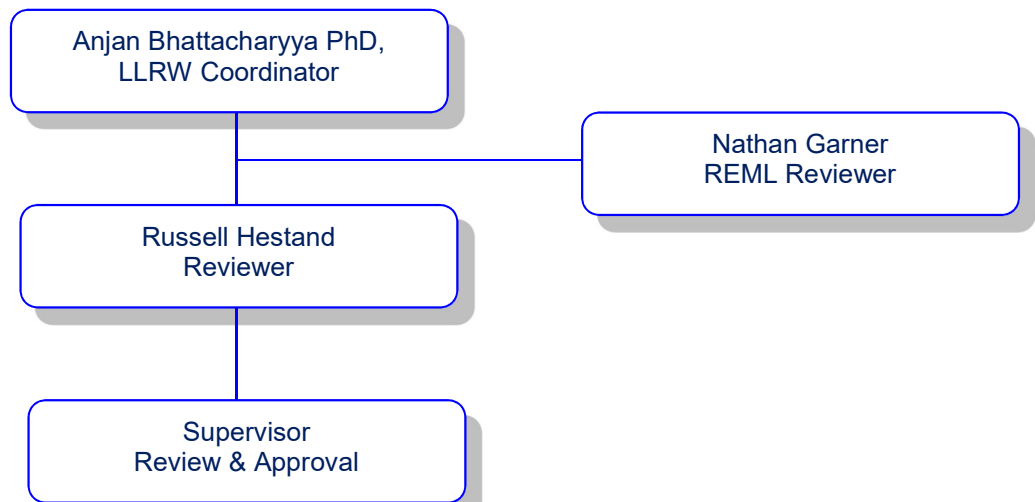 Anjan Bhattacharyya PhD,
LLRW Coordinator
Nathan Garner
REML Reviewer
Russell Hestand
Reviewer
Supervisor
Review & Approval